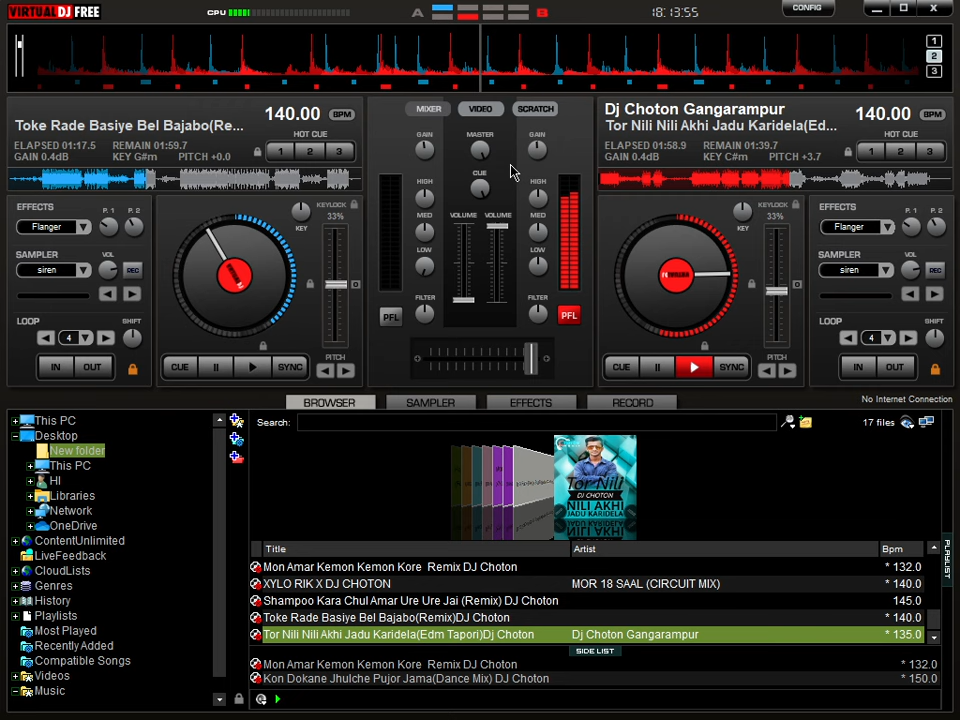 VIRTUALDJ FREE
CPU
A
B
18:13:55
CONFIG
1
2
3
Toke Rade Basiye Bel Bajabo(Re...
140.00 BPM
ELAPSED 01:17.5 REMAIN 01:59.7
GAIN 0.4dB KEY G#m PITCH +0.0
HOT CUE
1 2 3
MIXER VIDEO SCRATCH
GAIN MASTER GAIN
CUE
HIGH HIGH
MED VOLUME VOLUME MED
LOW LOW
FILTER FILTER
PFL PFL
Dj Choton Gangarampur
Tor Nili Nili Akhi Jadu Karidela(Ed...
140.00 BPM
ELAPSED 01:58.9 REMAIN 01:39.7
GAIN 0.4dB KEY PITCH +3.7
HOT CUE
1 2 3
EFFECTS P. 1 P. 2
Flanger
SAMPLER VOL
siren REC
LOOP SHIFT
4
IN OUT
KEYLOCK
33%
KEY
CUE SYNC
PITCH
KEYLOCK
33%
KEY
CUE SYNC
PITCH
EFFECTS P. 1 P. 2
Flanger
SAMPLER VOL
siren REC
LOOP SHIFT
4
IN OUT
BROWSER SAMPLER EFFECTS RECORD
No Internet Connection
This PC
Desktop
New folder
This PC
HI
Libraries
Network
OneDrive
ContentUnlimited
LiveFeedback
CloudLists
Genres
History
Playlists
Most Played
Recently Added
Compatible Songs
Videos
Music
Search:
17 files
Tor Nili
DJ CHOTON
NILI AKHI
JADU KARIDELA
Title Artist Bpm
Mon Amar Kemon Kemon Kore Remix DJ Choton * 132.0
XYLO RIK X DJ CHOTON MOR 18 SAAL (CIRCUIT MIX) * 140.0
Shampoo Kara Chul Amar Ure Ure Jai (Remix) DJ Choton 145.0
Toke Rade Basiye Bel Bajabo(Remix)DJ Choton * 140.0
Tor Nili Nili Akhi Jadu Karidela(Edm Tapori)Dj Choton Dj Choton Gangarampur * 135.0
SIDE LIST
Mon Amar Kemon Kemon Kore Remix DJ Choton * 132.0
Kon Dokane Jhulche Pujor Jama(Dance Mix) DJ Choton * 150.0
PLAYLIST